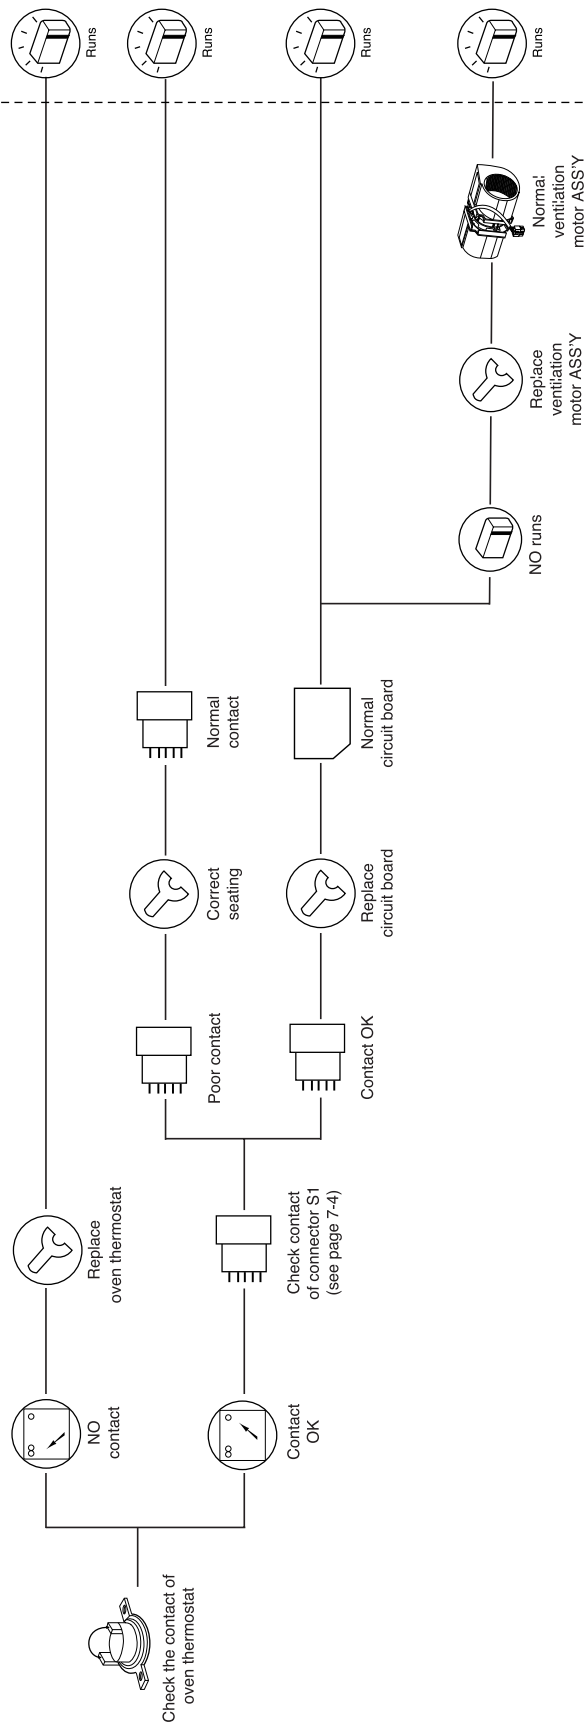 Check the contact of
oven thermostat
NO
contact
Replace
oven thermostat
Runs
Contact
OK
Check contact
of connector S1
(see page 7-4)
Poor contact
Correct
seating
Normal
contact
Runs
Contact OK
Replace
circuit board
Normal
circuit board
Runs
NO runs
Replace
ventilation
motor ASS'Y
Normal
ventilation
motor ASS'Y
Runs